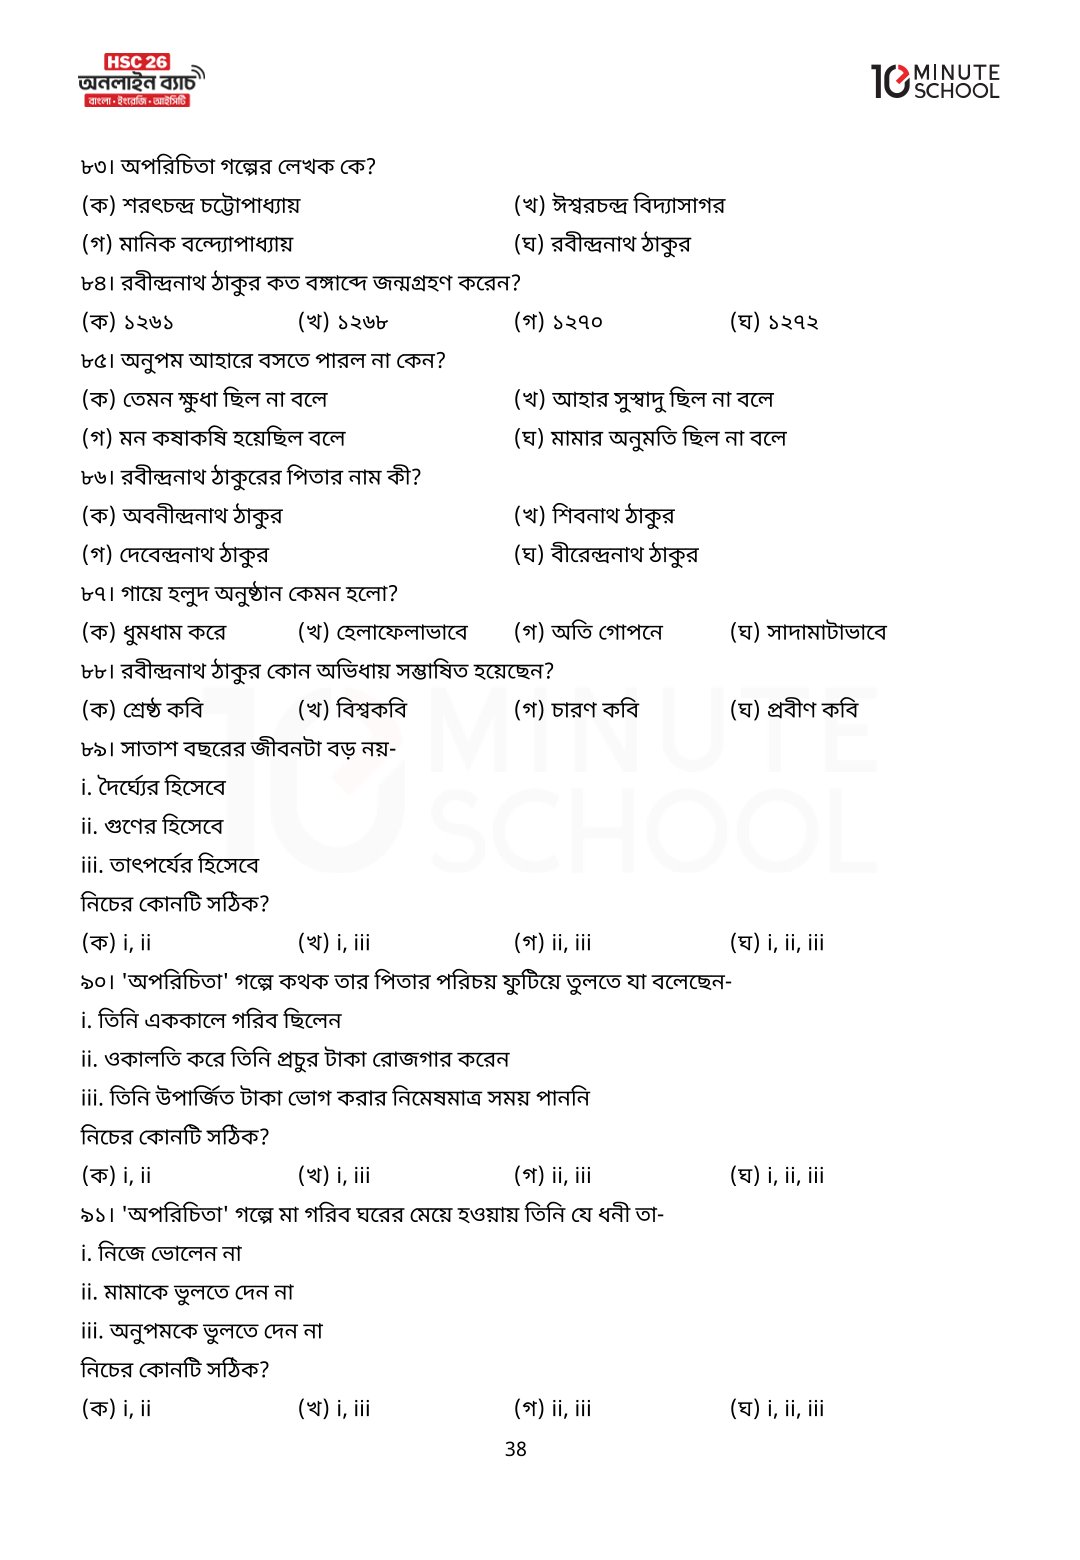 HSC 26
অনলাইন ব্যাচ
বাংলা • ইংরেজি • আইসিটি
10 MINUTE SCHOOL
৮৩। অপরিচিতা গল্পের লেখক কে?
(ক) শরৎচন্দ্র চট্টোপাধ্যায় (খ) ঈশ্বরচন্দ্র বিদ্যাসাগর
(গ) মানিক বন্দ্যোপাধ্যায় (ঘ) রবীন্দ্রনাথ ঠাকুর
৮৪। রবীন্দ্রনাথ ঠাকুর কত বঙ্গাব্দে জন্মগ্রহণ করেন?
(ক) ১২৬১ (খ) ১২৬৮ (গ) ১২৭০ (ঘ) ১২৭২
৮৫। অনুপম আহারে বসতে পারল না কেন?
(ক) তেমন ক্ষুধা ছিল না বলে (খ) আহার সুস্বাদু ছিল না বলে
(গ) মন কষাকষি হয়েছিল বলে (ঘ) মামার অনুমতি ছিল না বলে
৮৬। রবীন্দ্রনাথ ঠাকুরের পিতার নাম কী?
(ক) অবনীন্দ্রনাথ ঠাকুর (খ) শিবনাথ ঠাকুর
(গ) দেবেন্দ্রনাথ ঠাকুর (ঘ) বীরেন্দ্রনাথ ঠাকুর
৮৭। গায়ে হলুদ অনুষ্ঠান কেমন হলো?
(ক) ধুমধাম করে (খ) হেলাফেলাভাবে (গ) অতি গোপনে (ঘ) সাদামাটাভাবে
৮৮। রবীন্দ্রনাথ ঠাকুর কোন অভিধায় সম্ভাষিত হয়েছেন?
(ক) শ্রেষ্ঠ কবি (খ) বিশ্বকবি (গ) চারণ কবি (ঘ) প্রবীণ কবি
৮৯। সাতাশ বছরের জীবনটা বড় নয়-
i. দৈর্ঘ্যের হিসেবে
ii. গুণের হিসেবে
iii. তাৎপর্যের হিসেবে
নিচের কোনটি সঠিক?
(ক) i, ii (খ) i, iii (গ) ii, iii (ঘ) i, ii, iii
৯০। 'অপরিচিতা' গল্পে কথক তার পিতার পরিচয় ফুটিয়ে তুলতে যা বলেছেন-
i. তিনি এককালে গরিব ছিলেন
ii. ওকালতি করে তিনি প্রচুর টাকা রোজগার করেন
iii. তিনি উপার্জিত টাকা ভোগ করার নিমেষমাত্র সময় পাননি
নিচের কোনটি সঠিক?
(ক) i, ii (খ) i, iii (গ) ii, iii (ঘ) i, ii, iii
৯১। 'অপরিচিতা' গল্পে মা গরিব ঘরের মেয়ে হওয়ায় তিনি যে ধনী তা-
i. নিজে ভোলেন না
ii. মামাকে ভুলতে দেন না
iii. অনুপমকে ভুলতে দেন না
নিচের কোনটি সঠিক?
(ক) i, ii (খ) i, iii (গ) ii, iii (ঘ) i, ii, iii
38